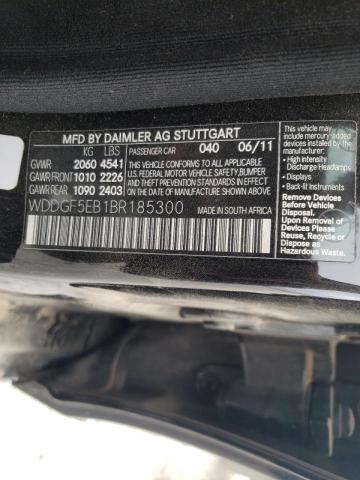 MFD BY DAIMLER AG STUTTGART
KG LBS PASSENGER CAR 040 06/11
GVWR 2060 4541
GAWR FRONT 1010 2226
GAWR REAR 1090 2403
THIS VEHICLE CONFORMS TO ALL APPLICABLE
U.S. FEDERAL MOTOR VEHICLE SAFETY,BUMPER
AND THEFT PREVENTION STANDARDS IN EFFECT
ON THE DATE OF MANUFACTURE SHOWN ABOVE
WDDGF5EB1BR185300 MADE IN SOUTH AFRICA
This vehicle may
include mercury-added
devices installed by the
manufacturer:
• High Intensity
Discharge Headlamps
Remove Devices
Before Vehicle
Disposal.
Upon Removal of
Devices Please
Reuse, Recycle or
Dispose as
Hazardous Waste.